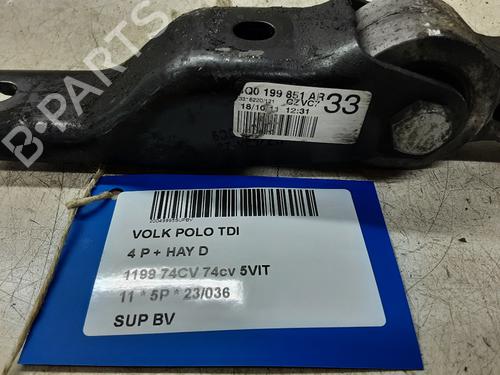 B-PARTS
Q0 199 851 AR
33
18/10 11 12:31
VOLK POLO TDI
4 P + HAY D
1199 74CV 74cv 5VIT
11 * 5P * 23/036
SUP BV